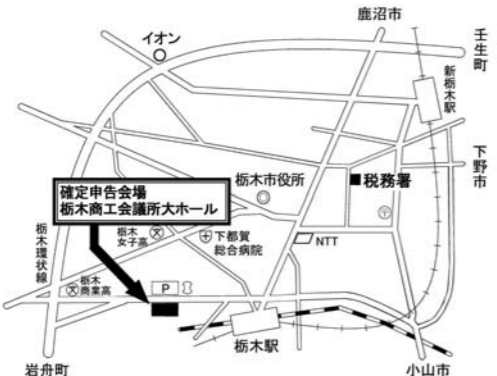 鹿沼市
壬生町
イオン
新栃木駅
下野市
確定申告会場
栃木商工会議所大ホール
栃木市役所
税務署
栃木環状線
栃木
女子高
下都賀
総合病院
NTT
栃木
商業高
P
栃木駅
岩舟町
小山市